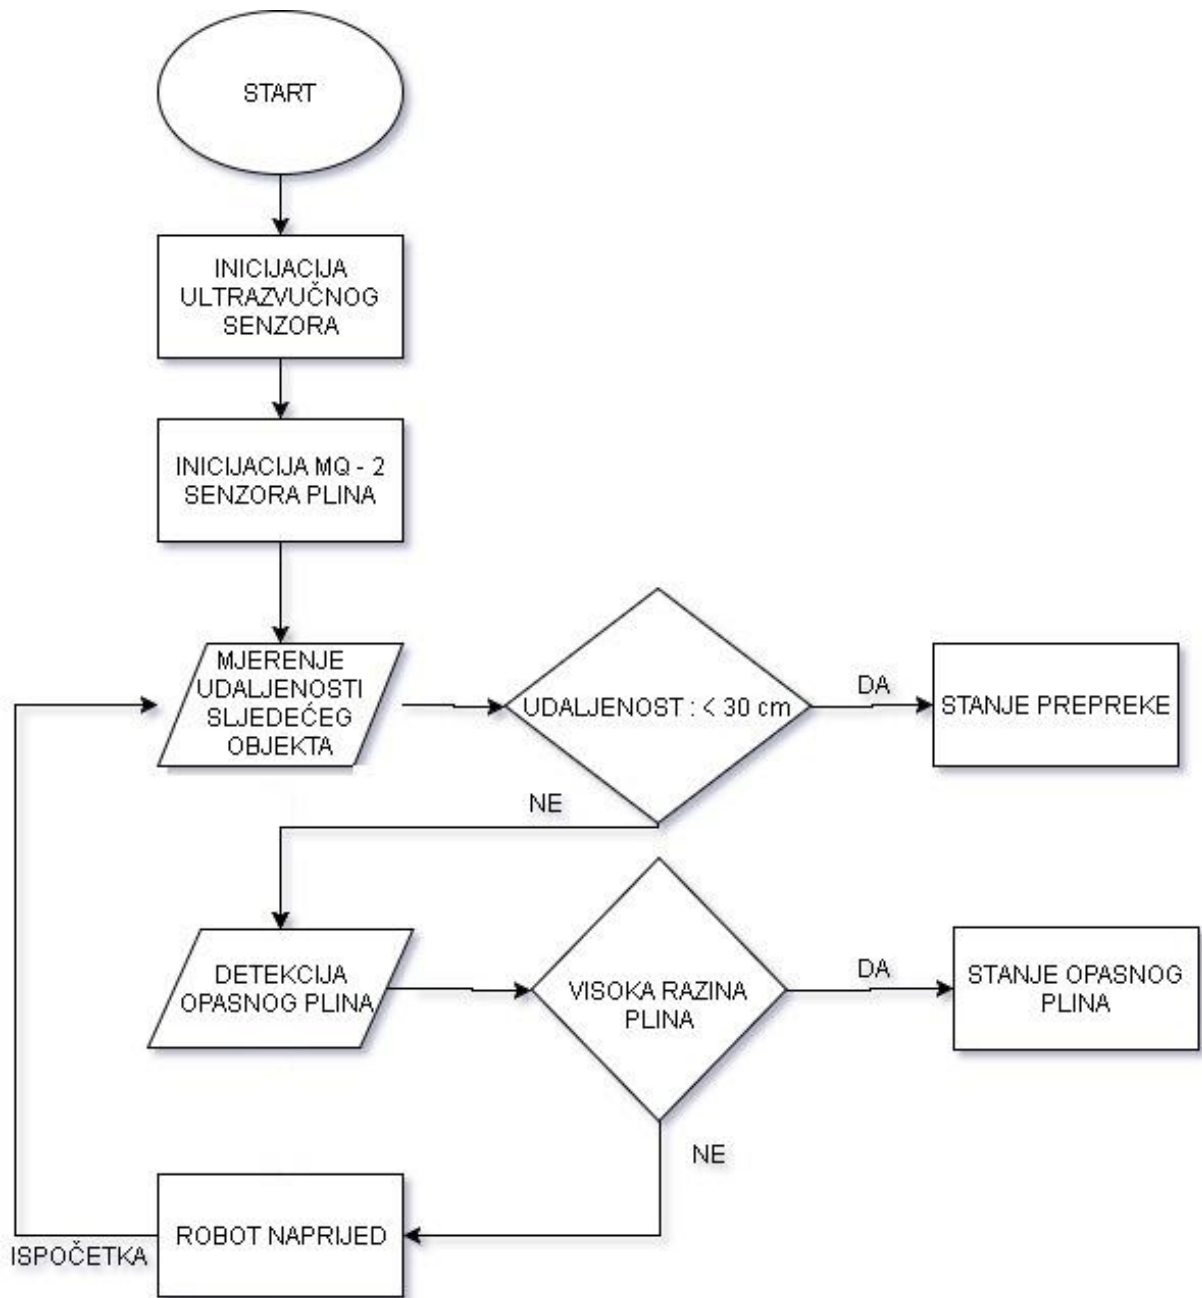 START
INICIJACIJA
ULTRAZVUČNOG
SENZORA
INICIJACIJA MQ - 2
SENZORA PLINA
MJERENJE
UDALJENOSTI
SLJEDEĆEG
OBJEKTA
UDALJENOST : < 30 cm
DA
STANJE PREPREKE
NE
DETEKCIJA
OPASNOG PLINA
VISOKA RAZINA
PLINA
DA
STANJE OPASNOG
PLINA
NE
ROBOT NAPRIJED
ISPOČETKA